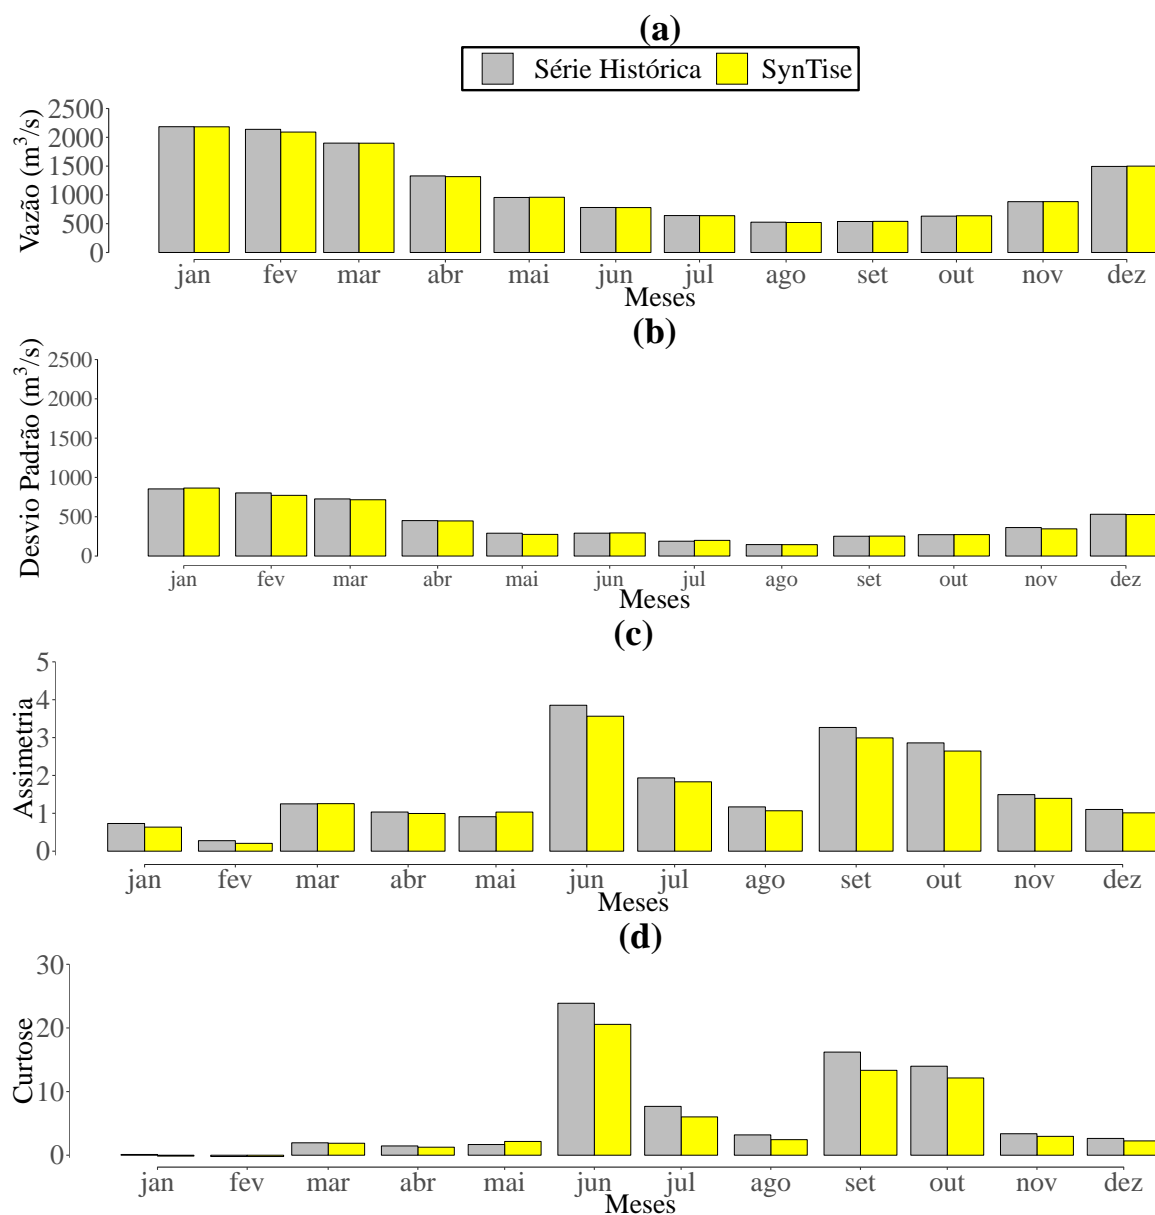 (a)
Série Histórica SynTise
Vazão (m³/s)
2500
2000
1500
1000
500
0
jan fev mar abr mai jun jul ago set out nov dez
Meses
(b)
Desvio Padrão (m³/s)
2500
2000
1500
1000
500
0
jan fev mar abr mai jun jul ago set out nov dez
Meses
(c)
Assimetria
5
4
3
2
1
0
jan fev mar abr mai jun jul ago set out nov dez
Meses
(d)
Curtose
30
20
10
0
jan fev mar abr mai jun jul ago set out nov dez
Meses